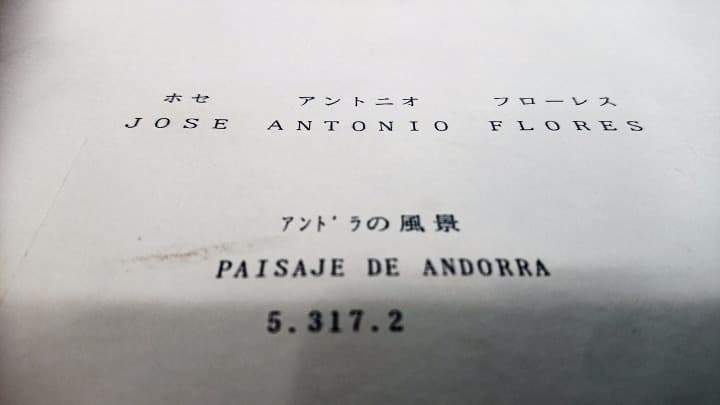 ホセ アントニオ フローレス
JOSE ANTONIO FLORES
ｱﾝﾄﾞﾗの風景
PAISAJE DE ANDORRA
5.317.2